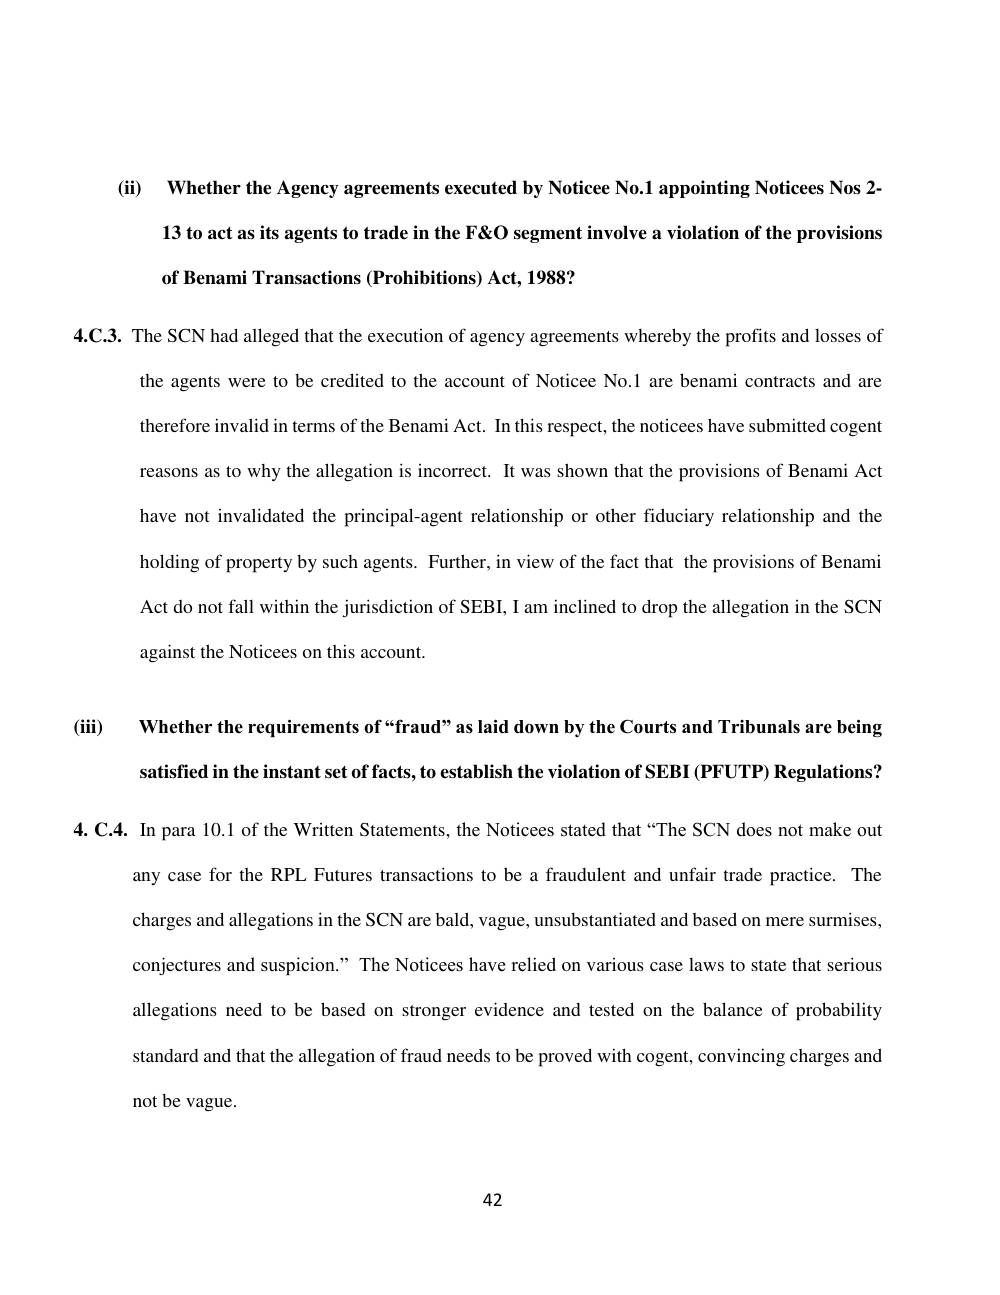 (ii) Whether the Agency agreements executed by Noticee No.1 appointing Noticees Nos 2-
13 to act as its agents to trade in the F&O segment involve a violation of the provisions
of Benami Transactions (Prohibitions) Act, 1988?
4.C.3. The SCN had alleged that the execution of agency agreements whereby the profits and losses of
the agents were to be credited to the account of Noticee No.1 are benami contracts and are
therefore invalid in terms of the Benami Act. In this respect, the noticees have submitted cogent
reasons as to why the allegation is incorrect. It was shown that the provisions of Benami Act
have not invalidated the principal-agent relationship or other fiduciary relationship and the
holding of property by such agents. Further, in view of the fact that the provisions of Benami
Act do not fall within the jurisdiction of SEBI, I am inclined to drop the allegation in the SCN
against the Noticees on this account.
(iii) Whether the requirements of “fraud” as laid down by the Courts and Tribunals are being
satisfied in the instant set of facts, to establish the violation of SEBI (PFUTP) Regulations?
4. C.4. In para 10.1 of the Written Statements, the Noticees stated that “The SCN does not make out
any case for the RPL Futures transactions to be a fraudulent and unfair trade practice. The
charges and allegations in the SCN are bald, vague, unsubstantiated and based on mere surmises,
conjectures and suspicion.” The Noticees have relied on various case laws to state that serious
allegations need to be based on stronger evidence and tested on the balance of probability
standard and that the allegation of fraud needs to be proved with cogent, convincing charges and
not be vague.
42